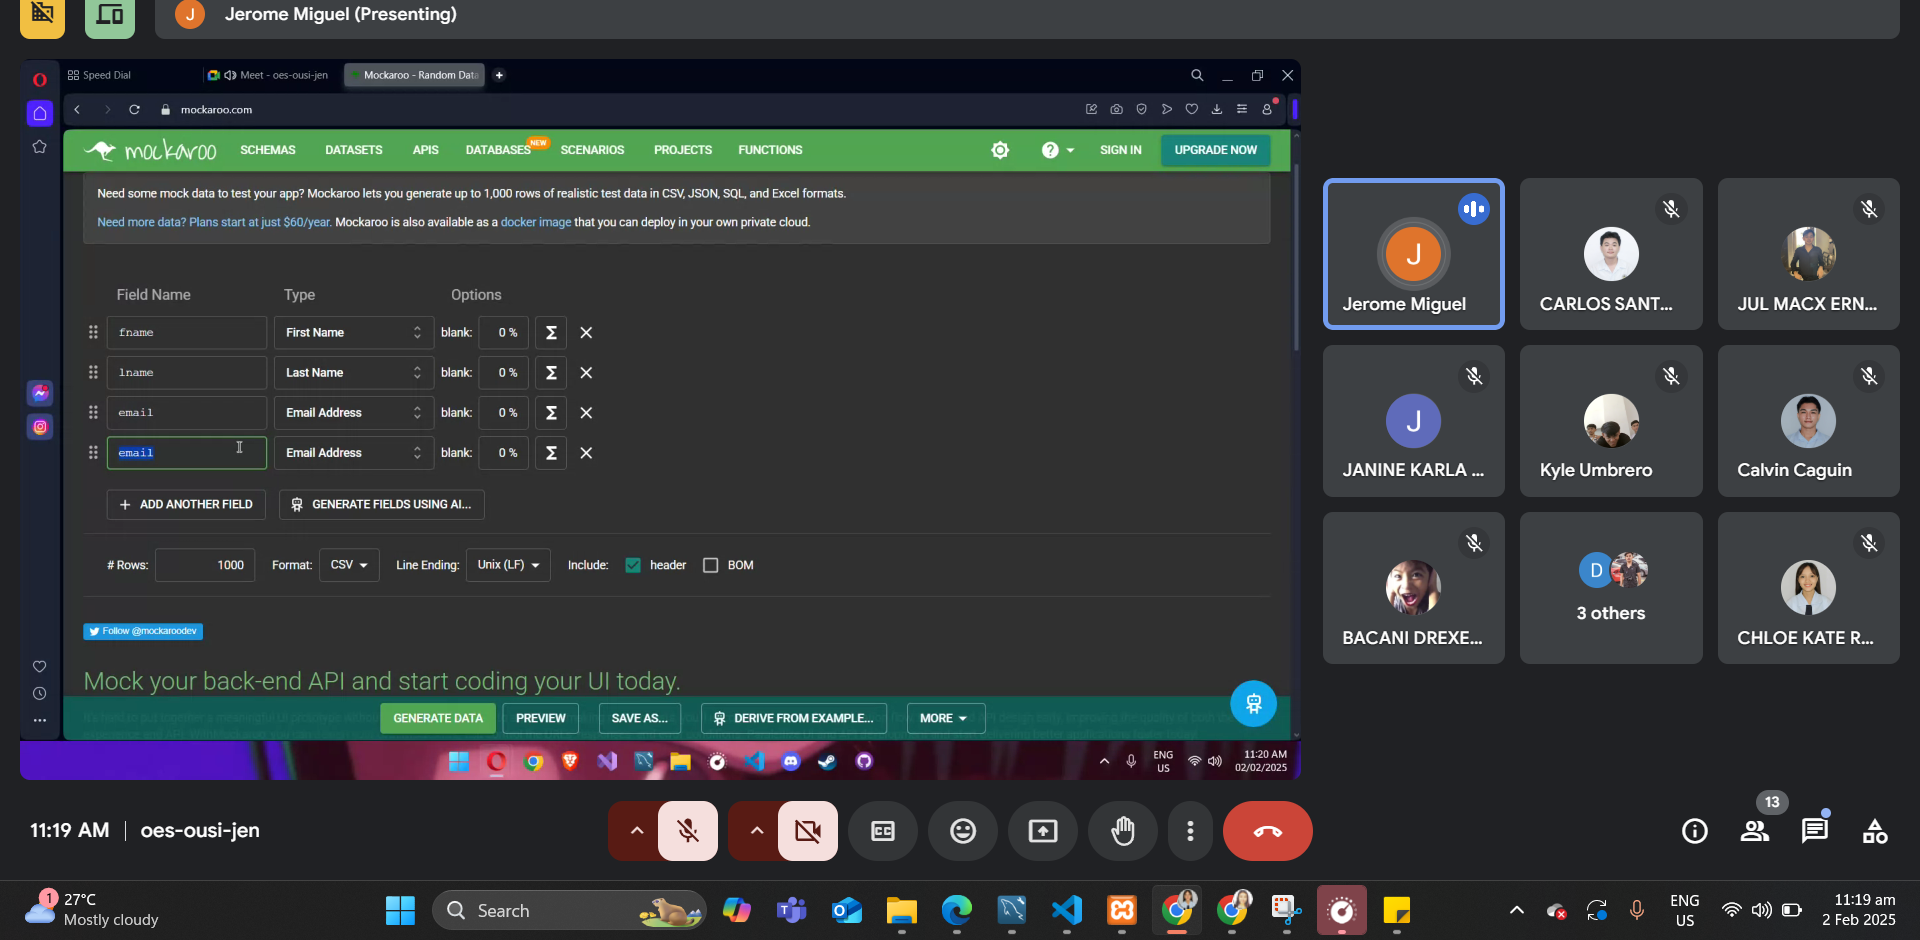 J Jerome Miguel (Presenting)
Speed Dial
Meet - oes-ousi-jen
Mockaroo - Random Data
mockaroo.com
mockaroo
SCHEMAS DATASETS APIS DATABASES NEW SCENARIOS PROJECTS FUNCTIONS SIGN IN UPGRADE NOW
Need some mock data to test your app? Mockaroo lets you generate up to 1,000 rows of realistic test data in CSV, JSON, SQL, and Excel formats.
Need more data? Plans start at just $60/year. Mockaroo is also available as a docker image that you can deploy in your own private cloud.
Field Name Type Options
fname First Name blank: 0 % Σ
lname Last Name blank: 0 % Σ
email Email Address blank: 0 % Σ
email Email Address blank: 0 % Σ
+ ADD ANOTHER FIELD GENERATE FIELDS USING AI...
# Rows: 1000 Format: CSV Line Ending: Unix (LF) Include: header BOM
Follow @mockaroodev
Mock your back-end API and start coding your UI today.
GENERATE DATA PREVIEW SAVE AS... DERIVE FROM EXAMPLE... MORE
ENG
US
11:20 AM
02/02/2025
J
Jerome Miguel
CARLOS SANT...
JUL MACX ERN...
J
JANINE KARLA ...
Kyle Umbrero
Calvin Caguin
BACANI DREXE...
D
3 others
CHLOE KATE R...
11:19 AM | oes-ousi-jen
13
1
27°C
Mostly cloudy
Search
ENG
US
11:19 am
2 Feb 2025